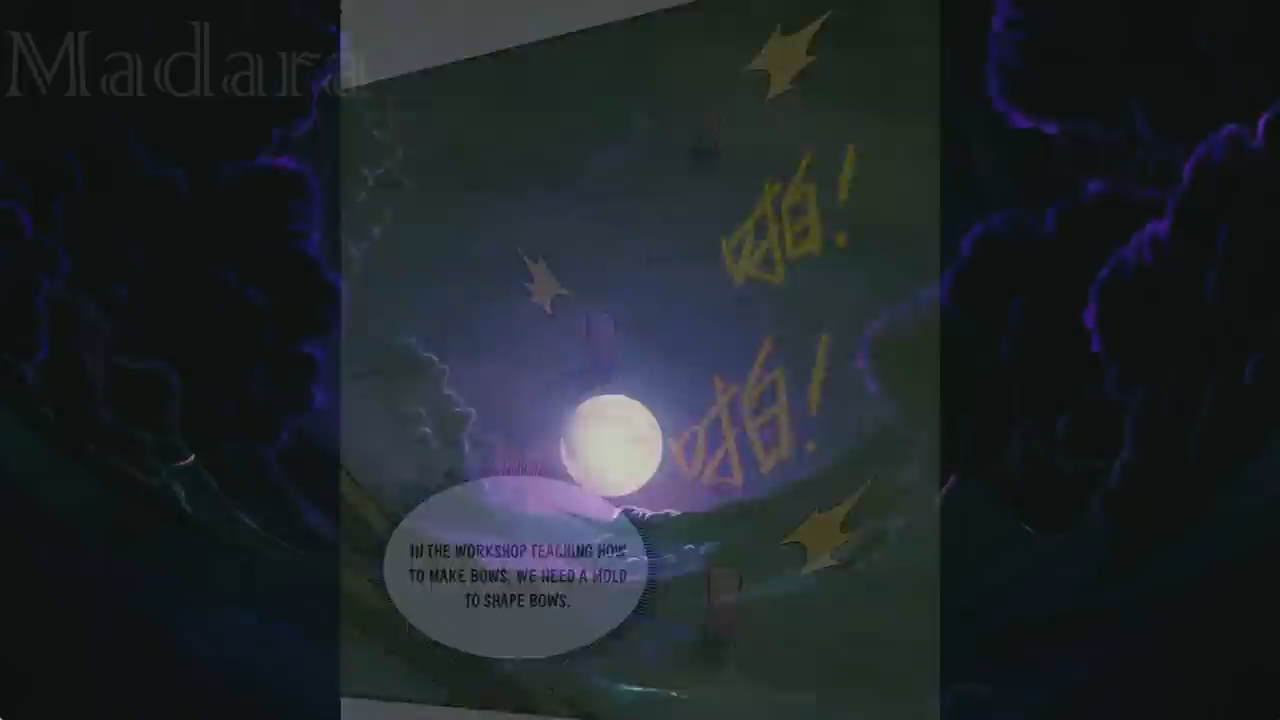 Madara
啪!
啪!
IN THE WORKSHOP TEACHING HOW
TO MAKE BOWS, WE NEED A MOLD
TO SHAPE BOWS.